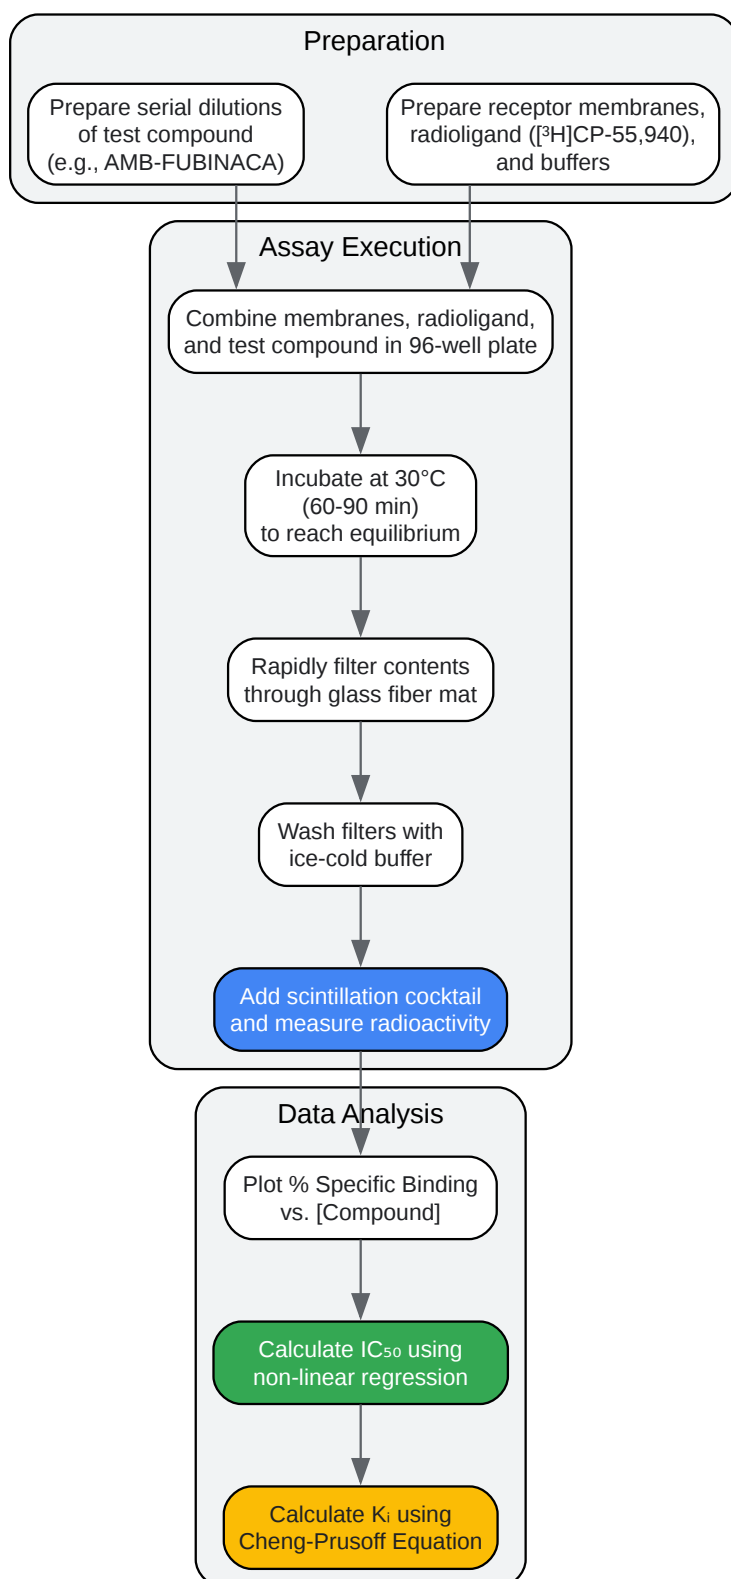 Preparation
Prepare serial dilutions
of test compound
(e.g., AMB-FUBINACA)
Prepare receptor membranes,
radioligand ([³H]CP-55,940),
and buffers
Assay Execution
Combine membranes, radioligand,
and test compound in 96-well plate
Incubate at 30°C
(60-90 min)
to reach equilibrium
Rapidly filter contents
through glass fiber mat
Wash filters with
ice-cold buffer
Add scintillation cocktail
and measure radioactivity
Data Analysis
Plot % Specific Binding
vs. [Compound]
Calculate IC₅₀ using
non-linear regression
Calculate Kᵢ using
Cheng-Prusoff Equation